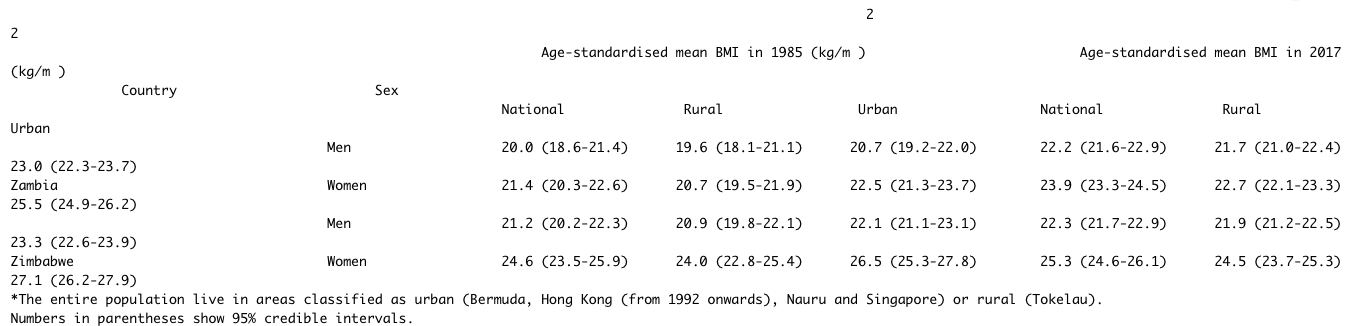 2
2
Age-standardised mean BMI in 1985 (kg/m ) Age-standardised mean BMI in 2017
(kg/m )
Country Sex
National Rural Urban National Rural
Urban
Men 20.0 (18.6-21.4) 19.6 (18.1-21.1) 20.7 (19.2-22.0) 22.2 (21.6-22.9) 21.7 (21.0-22.4)
23.0 (22.3-23.7)
Zambia Women 21.4 (20.3-22.6) 20.7 (19.5-21.9) 22.5 (21.3-23.7) 23.9 (23.3-24.5) 22.7 (22.1-23.3)
25.5 (24.9-26.2)
Men 21.2 (20.2-22.3) 20.9 (19.8-22.1) 22.1 (21.1-23.1) 22.3 (21.7-22.9) 21.9 (21.2-22.5)
23.3 (22.6-23.9)
Zimbabwe Women 24.6 (23.5-25.9) 24.0 (22.8-25.4) 26.5 (25.3-27.8) 25.3 (24.6-26.1) 24.5 (23.7-25.3)
27.1 (26.2-27.9)
*The entire population live in areas classified as urban (Bermuda, Hong Kong (from 1992 onwards), Nauru and Singapore) or rural (Tokelau).
Numbers in parentheses show 95% credible intervals.